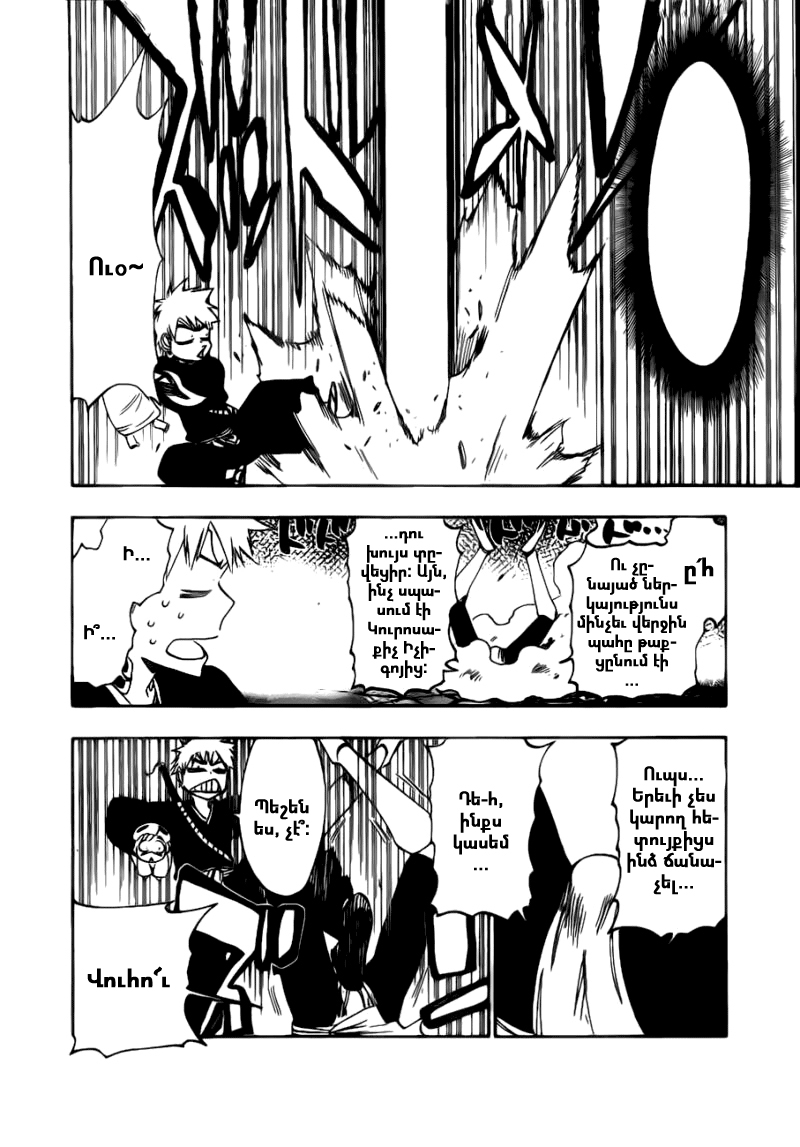 Ուօ~
ը՜հ
Ու չը-
նայած ներ-
կայությունս
մինչեւ վերջին
պահը թաք-
ցընում էի
...
...դու
խույս տը-
վեցիր: Այն,
ինչ սպա-
սում էի
Կուրոսա-
քիչ Իչի-
գոյից:
Ի...
Ի՞...
Ուպս...
Երեւի չես
կարող հե-
տույքիցս
ինձ ճանա-
չել...
Դե-հ,
ինքս
կասեմ
...
Պեշեն
ես, չէ՞:
Վուհո՜ւ